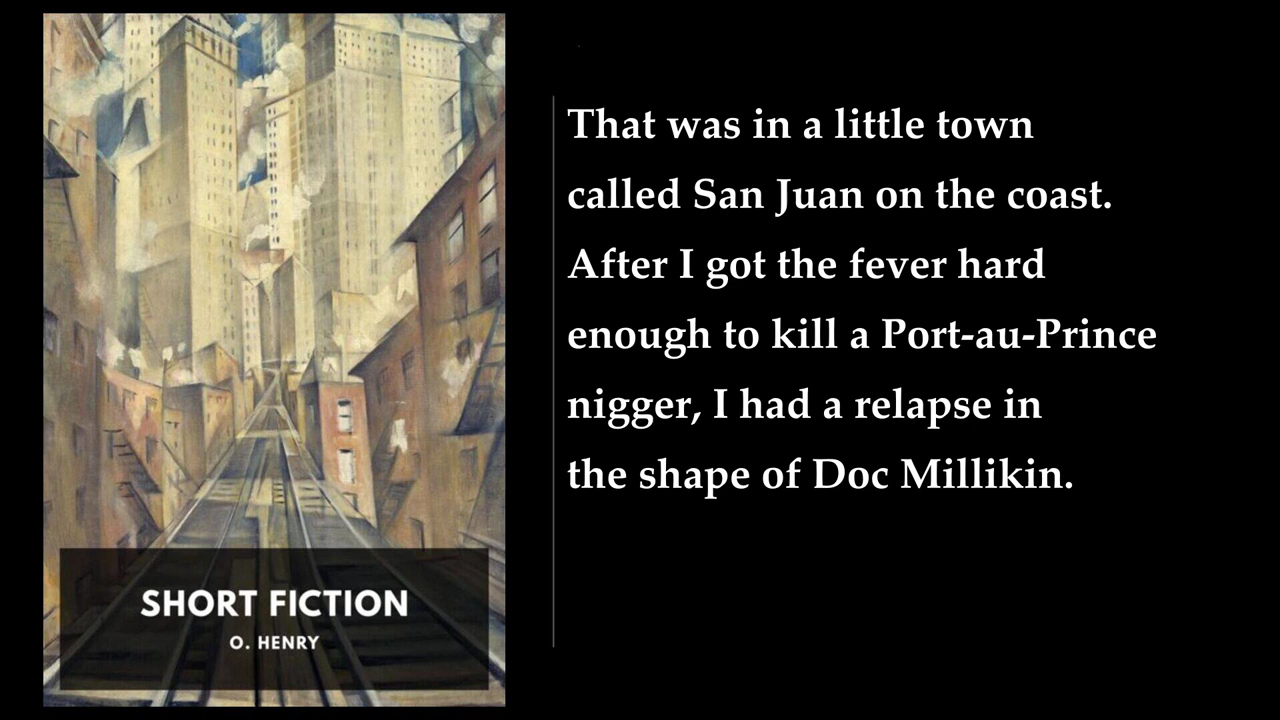 That was in a little town
called San Juan on the coast.
After I got the fever hard
enough to kill a Port-au-Prince
nigger, I had a relapse in
the shape of Doc Millikin.
SHORT FICTION
O. HENRY